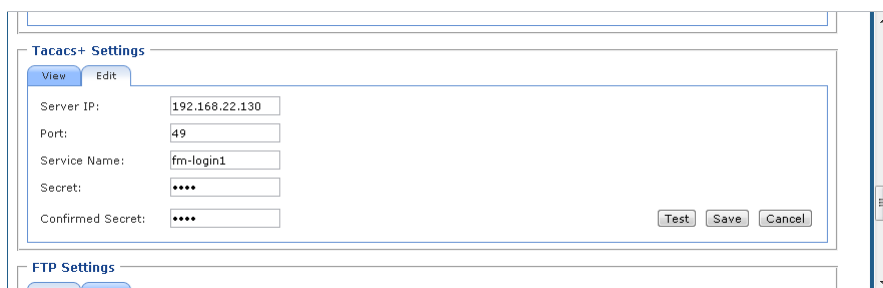 Tacacs+ Settings
View Edit
Server IP: 192.168.22.130
Port: 49
Service Name: fm-login1
Secret: ••••
Confirmed Secret: •••• Test Save Cancel
FTP Settings